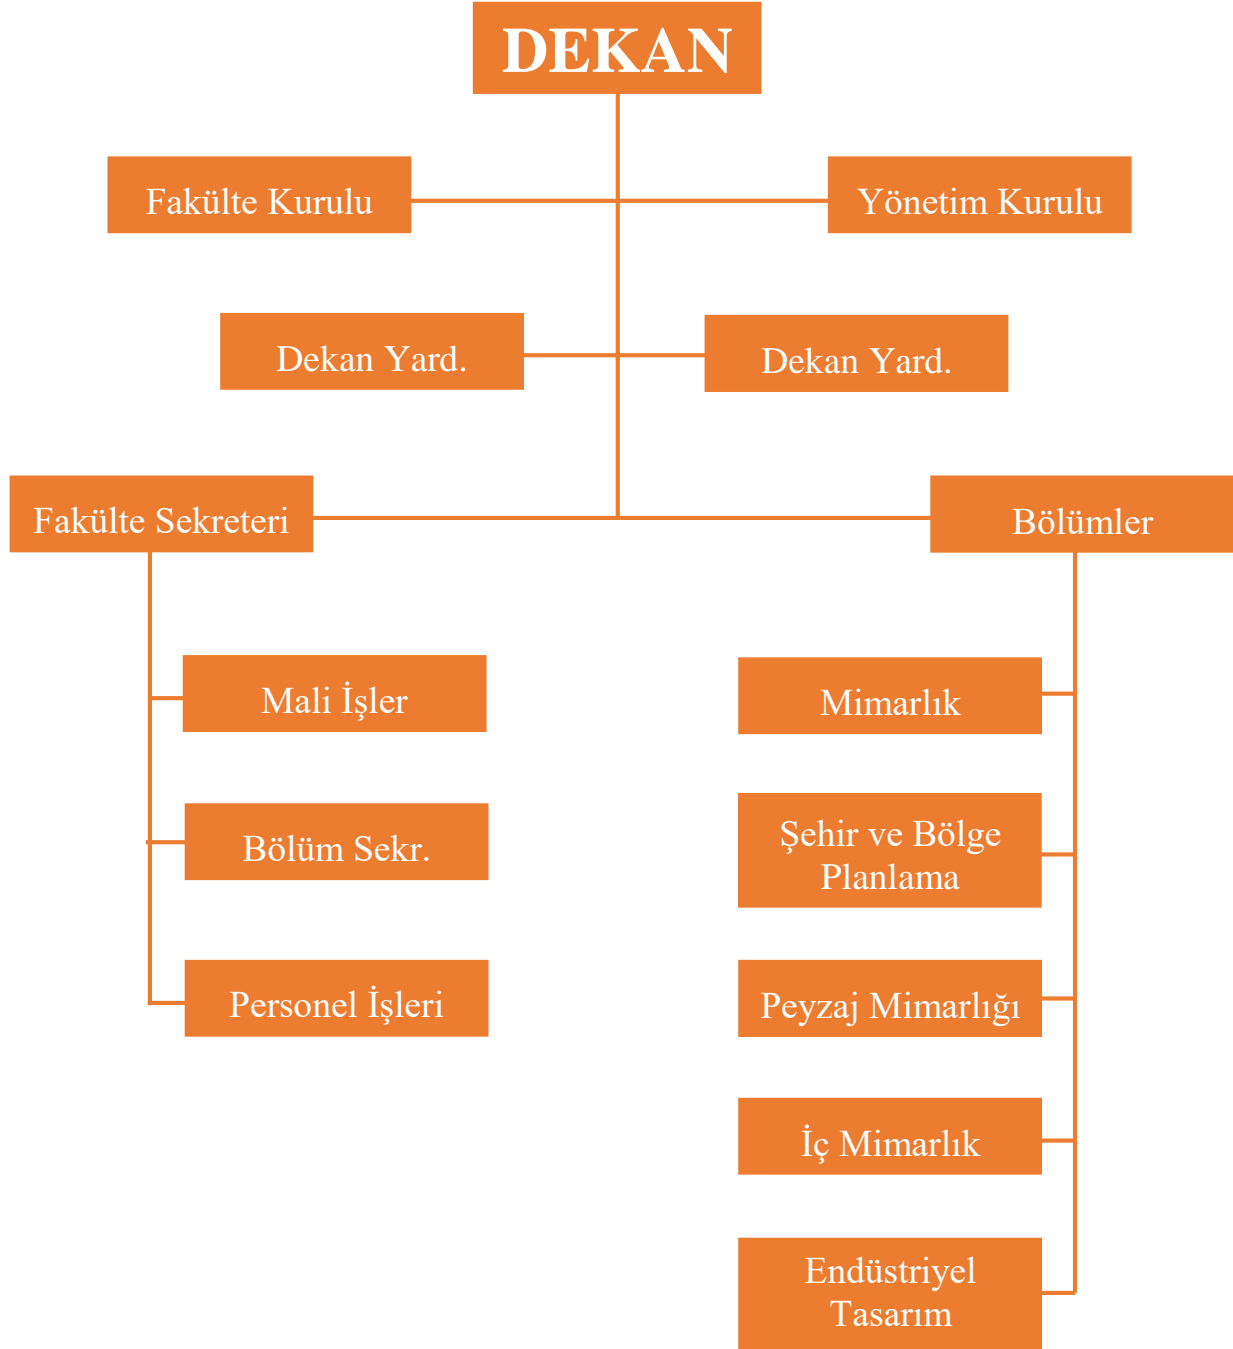 DEKAN
Fakülte Kurulu
Yönetim Kurulu
Dekan Yard.
Dekan Yard.
Fakülte Sekreteri
Bölümler
Mali İşler
Mimarlık
Bölüm Sekr.
Şehir ve Bölge
Planlama
Personel İşleri
Peyzaj Mimarlığı
İç Mimarlık
Endüstriyel
Tasarım